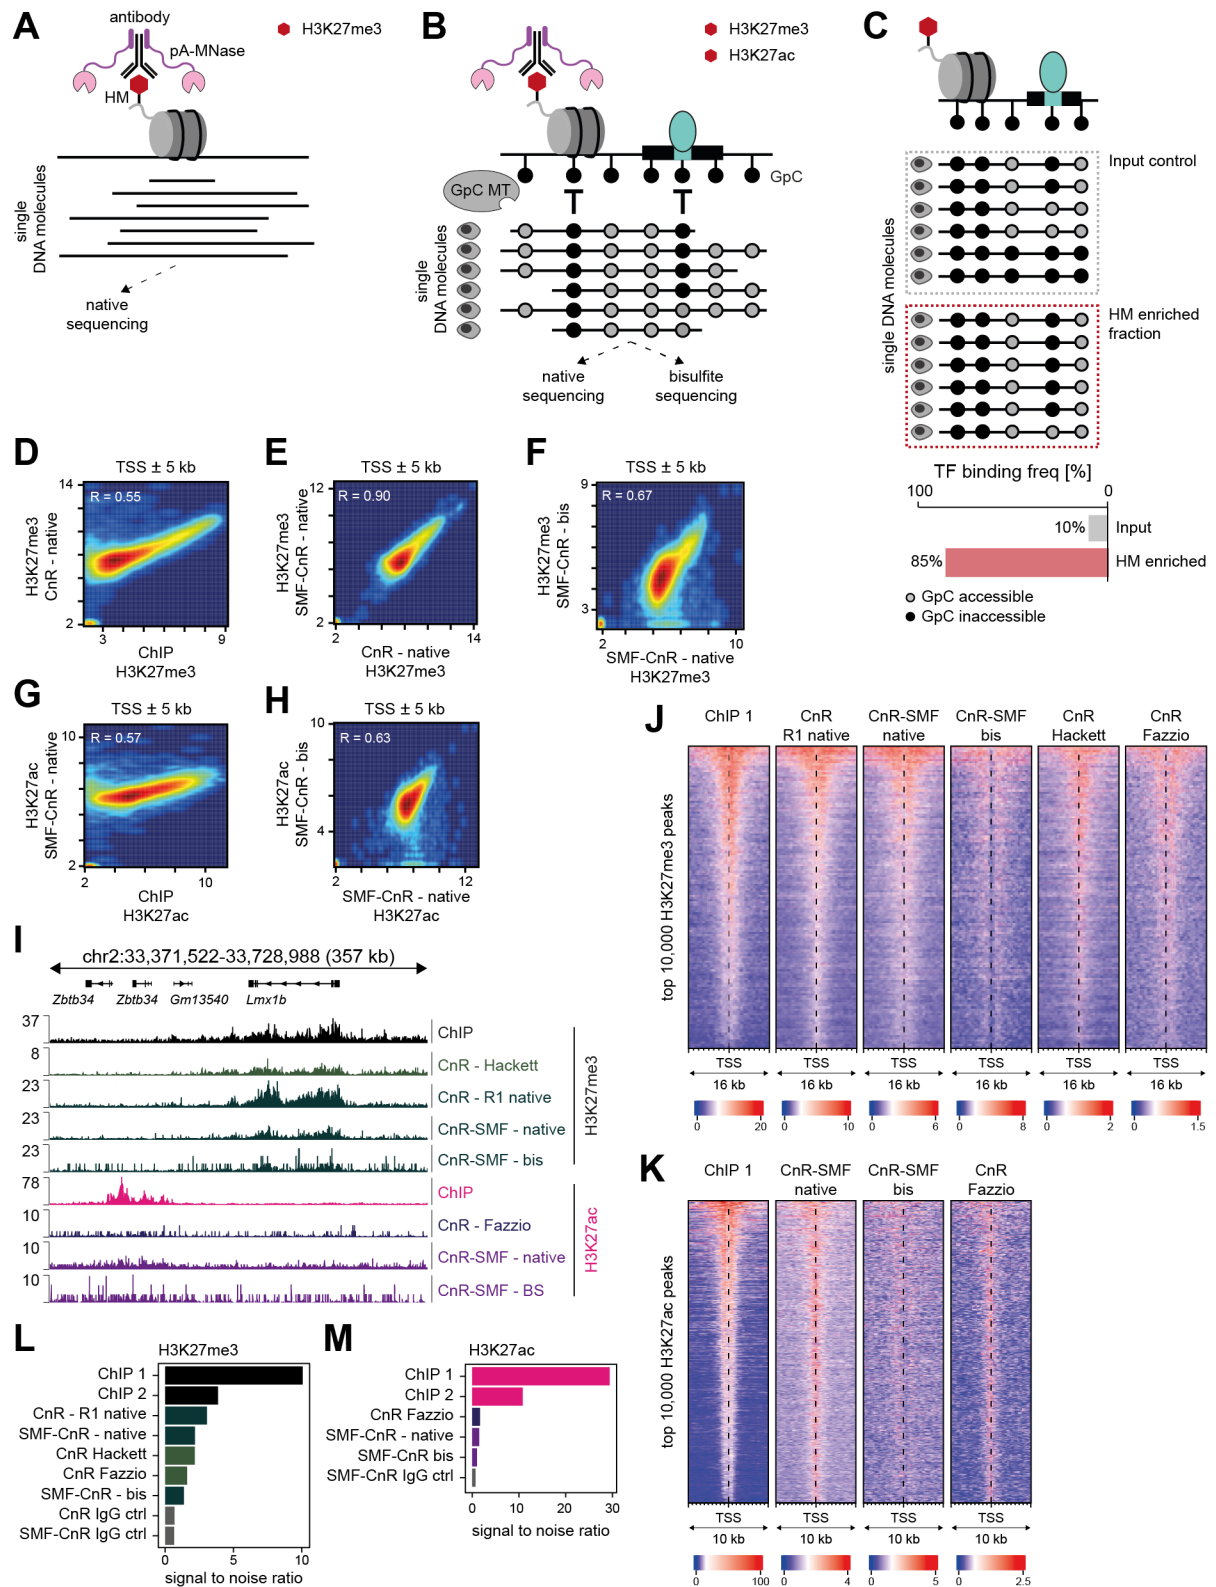 A
antibody
pA-MNase
HM
H3K27me3
single
DNA molecules
native
sequencing
B
H3K27me3
H3K27ac
GpC MT
GpC
single
DNA molecules
native
sequencing
bisulfite
sequencing
C
Input control
HM enriched
fraction
single DNA molecules
TF binding freq [%]
100
0
10%
Input
85%
HM enriched
GpC accessible
GpC inaccessible
D
TSS ± 5 kb
R = 0.55
14
2
3
9
H3K27me3
CnR - native
ChIP
H3K27me3
E
TSS ± 5 kb
R = 0.90
12
2
2
14
H3K27me3
SMF-CnR - native
CnR - native
H3K27me3
F
TSS ± 5 kb
R = 0.67
9
3
2
10
H3K27me3
SMF-CnR - bis
SMF-CnR - native
H3K27me3
G
TSS ± 5 kb
R = 0.57
10
2
2
10
H3K27ac
SMF-CnR - native
ChIP
H3K27ac
H
TSS ± 5 kb
R = 0.63
10
4
2
12
H3K27ac
SMF-CnR - bis
SMF-CnR - native
H3K27ac
I
chr2:33,371,522-33,728,988 (357 kb)
Zbtb34
Zbtb34
Gm13540
Lmx1b
37
ChIP
8
CnR - Hackett
23
CnR - R1 native
23
CnR-SMF - native
23
CnR-SMF - bis
H3K27me3
78
ChIP
10
CnR - Fazzio
10
CnR-SMF - native
10
CnR-SMF - BS
H3K27ac
J
ChIP 1
CnR
R1 native
CnR-SMF
native
CnR-SMF
bis
CnR
Hackett
CnR
Fazzio
top 10,000 H3K27me3 peaks
TSS
TSS
TSS
TSS
TSS
TSS
16 kb
16 kb
16 kb
16 kb
16 kb
16 kb
0
20
0
10
0
6
0
8
0
2
0
1.5
K
ChIP 1
CnR-SMF
native
CnR-SMF
bis
CnR
Fazzio
top 10,000 H3K27ac peaks
TSS
TSS
TSS
TSS
10 kb
10 kb
10 kb
10 kb
0
100
0
4
0
5
0
2.5
L
H3K27me3
ChIP 1
ChIP 2
CnR - R1 native
SMF-CnR - native
CnR Hackett
CnR Fazzio
SMF-CnR - bis
CnR IgG ctrl
SMF-CnR IgG ctrl
0
5
10
signal to noise ratio
M
H3K27ac
ChIP 1
ChIP 2
CnR Fazzio
SMF-CnR - native
SMF-CnR bis
SMF-CnR IgG ctrl
0
10
20
30
signal to noise ratio